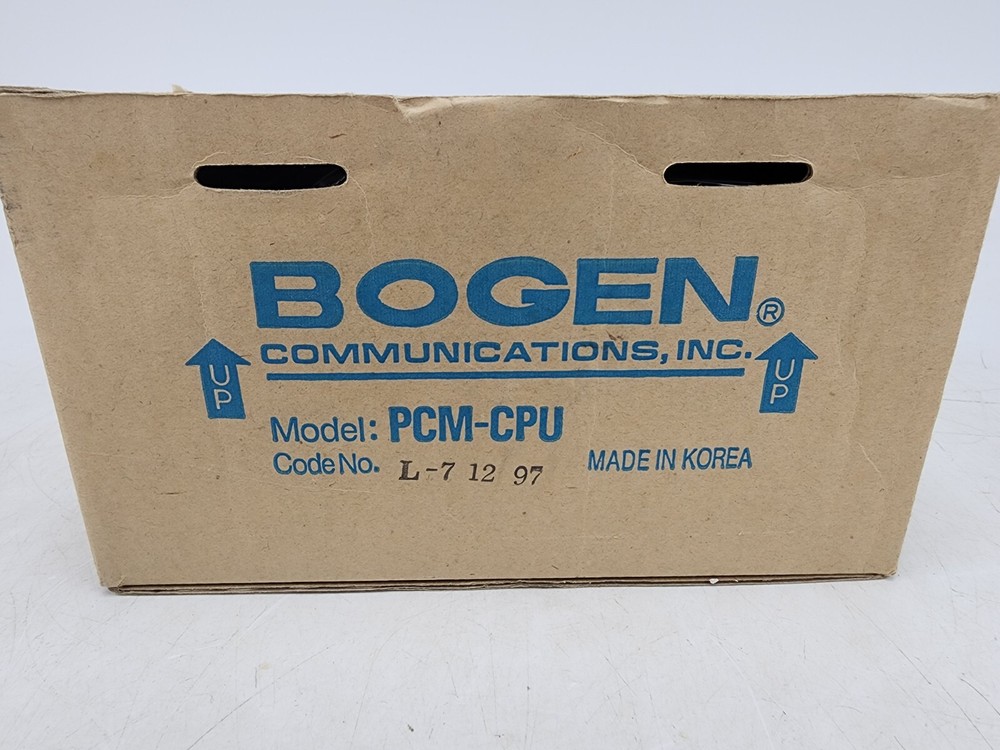 BOGEN®
COMMUNICATIONS, INC.
UP
UP
Model: PCM-CPU
Code No. L-7 12 97 MADE IN KOREA